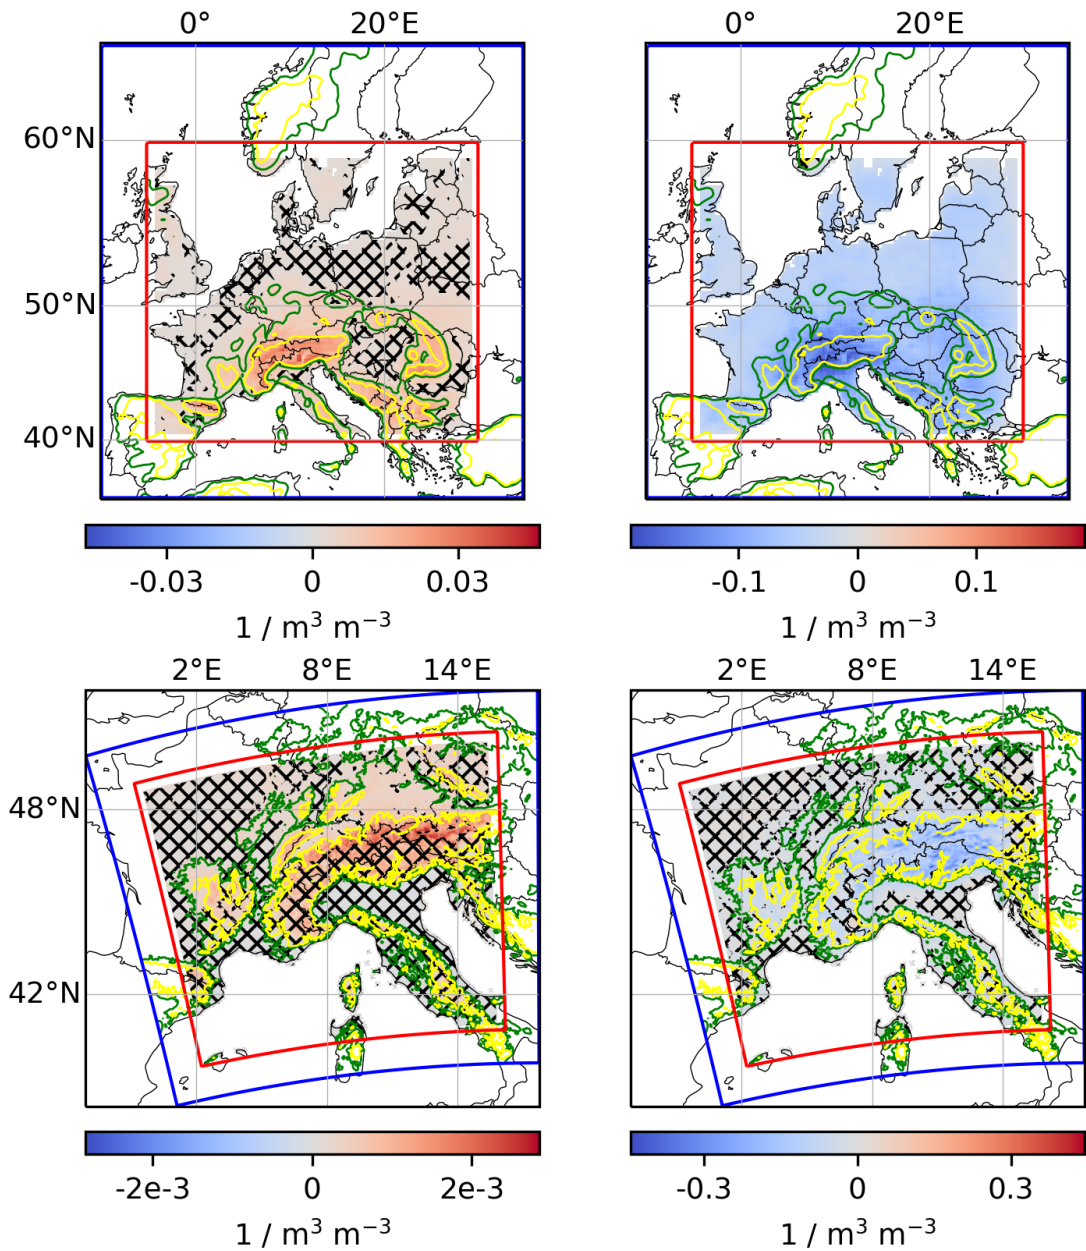 0° 20°E 0° 20°E
60°N
50°N
40°N
-0.03 0 0.03 -0.1 0 0.1
1 / m³ m⁻³ 1 / m³ m⁻³
2°E 8°E 14°E 2°E 8°E 14°E
48°N
42°N
-2e-3 0 2e-3 -0.3 0 0.3
1 / m³ m⁻³ 1 / m³ m⁻³